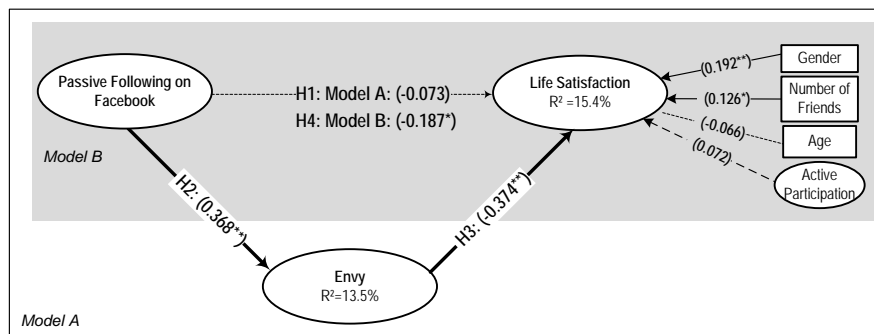 Passive Following on
Facebook
H1: Model A: (-0.073)
H4: Model B: (-0.187*)
Life Satisfaction
R² =15.4%
(0.192**)
Gender
(0.126*)
Number of
Friends
(-0.066)
Age
(0.072)
Active
Participation
Model B
H2: (0.368**)
H3: (-0.374**)
Envy
R²=13.5%
Model A